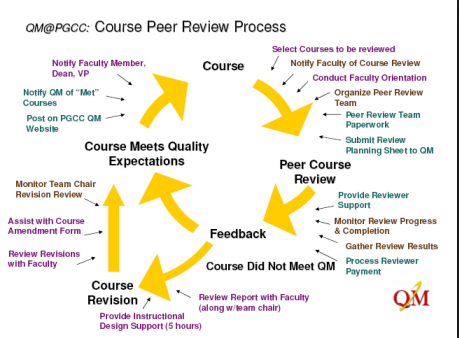 QM@PGCC: Course Peer Review Process
Select Courses to be reviewed
Notify Faculty of Course Review
Conduct Faculty Orientation
Organize Peer Review
Team
Peer Review Team
Paperwork
Submit Review
Planning Sheet to QM
Course
Notify Faculty Member,
Dean, VP
Notify QM of “Met”
Courses
Post on PGCC QM
Website
Course Meets Quality
Expectations
Peer Course
Review
Provide Reviewer
Support
Monitor Review Progress
& Completion
Gather Review Results
Process Reviewer
Payment
Feedback
Course Did Not Meet QM
Monitor Team Chair
Revision Review
Assist with Course
Amendment Form
Review Revisions
with Faculty
Course
Revision
Review Report with Faculty
(along w/team chair)
Provide Instructional
Design Support (5 hours)
QM